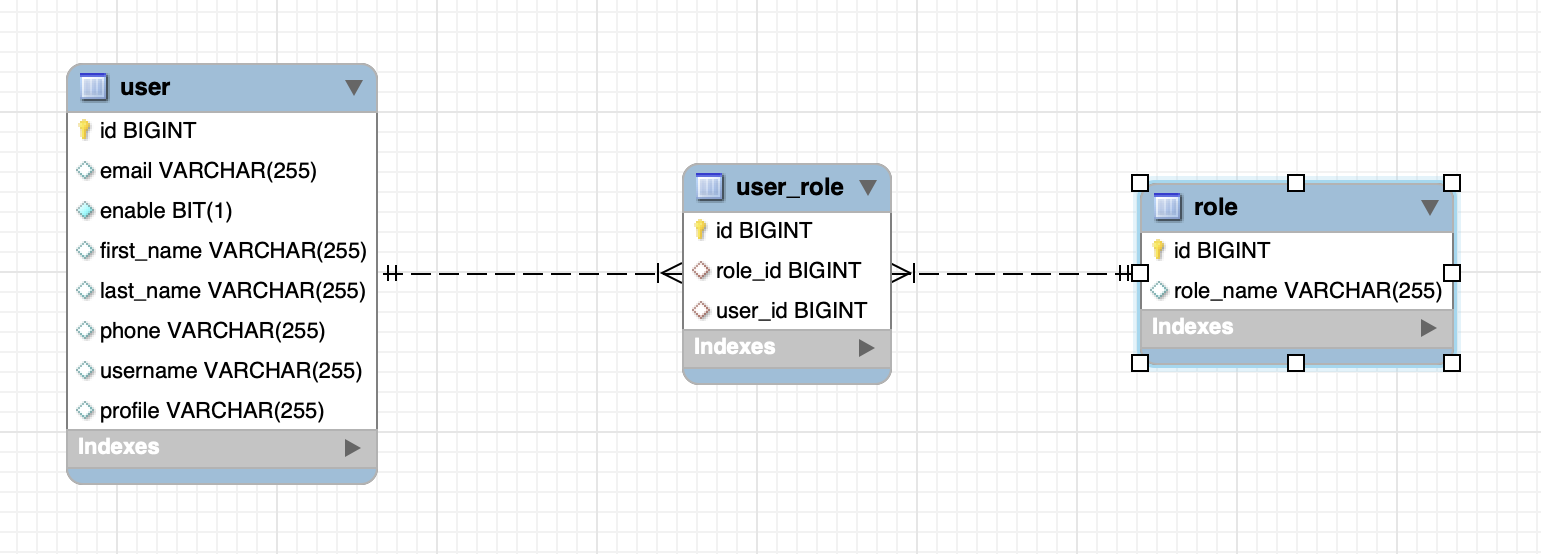 user
id BIGINT
email VARCHAR(255)
enable BIT(1)
first_name VARCHAR(255)
last_name VARCHAR(255)
phone VARCHAR(255)
username VARCHAR(255)
profile VARCHAR(255)
Indexes
user_role
id BIGINT
role_id BIGINT
user_id BIGINT
Indexes
role
id BIGINT
role_name VARCHAR(255)
Indexes